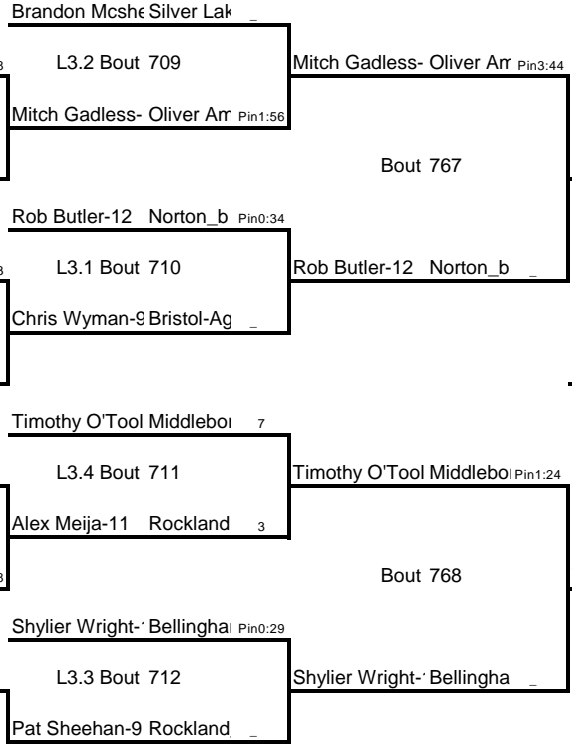 Brandon Mcshe Silver Lak _
L3.2 Bout 709
Mitch Gadless- Oliver Am Pin3:44
Mitch Gadless- Oliver Am Pin1:56
Bout 767
Rob Butler-12 Norton_b Pin0:34
L3.1 Bout 710
Rob Butler-12 Norton_b _
Chris Wyman-9 Bristol-Ag _
Timothy O'Tool Middlebor 7
L3.4 Bout 711
Timothy O'Tool Middlebo Pin1:24
Alex Meija-11 Rockland 3
Bout 768
Shylier Wright- Bellingha Pin0:29
L3.3 Bout 712
Shylier Wright- Bellingha _
Pat Sheehan-9 Rockland _